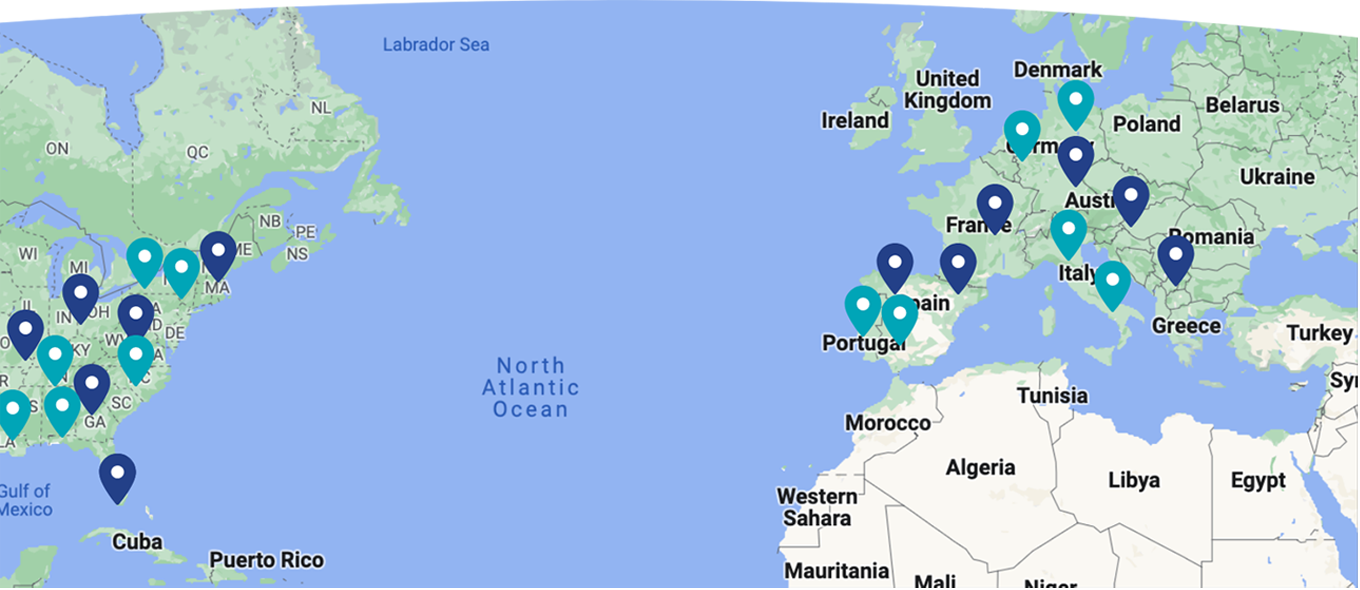 Labrador Sea
Denmark
United
Kingdom
Belarus
NL
Ireland
Poland
ON
QC
Ukraine
Austi
NB
PE
France
Romania
WI
ME
NS
MI
Italy
MA
IN
OH
Spain
DE
Greece
Turkey
WV
Portugal
KY
North
Atlantic
Ocean
Syr
Tunisia
SC
GA
Morocco
LA
Algeria
Libya
Egypt
Gulf of
Mexico
Western
Sahara
Cuba
Puerto Rico
Mauritania
Mali
Niger